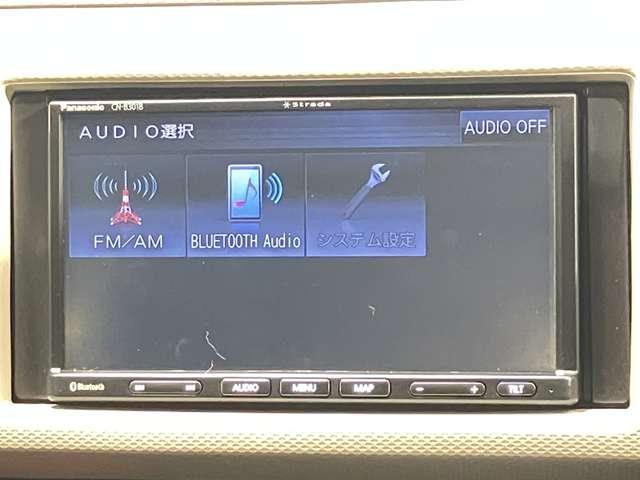 Panasonic CN-B301B Strada
AUDIO選択 AUDIO OFF
FM/AM BLUETOOTH Audio システム設定
Bluetooth AUDIO MENU MAP - + TILT